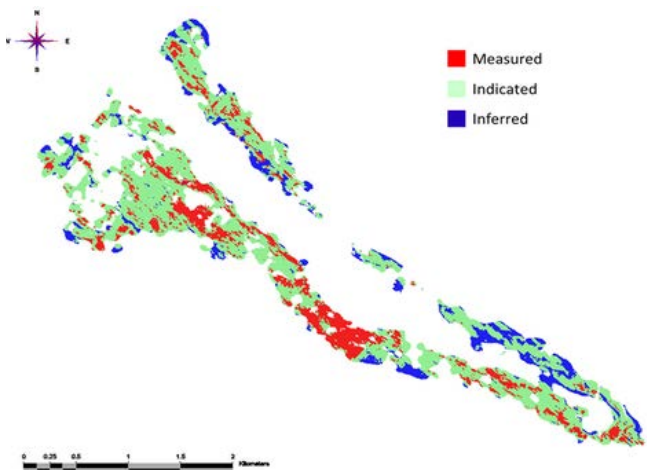 N
W E
S
Measured
Indicated
Inferred
0 0.25 0.5 1 1.5 2
Kilometers